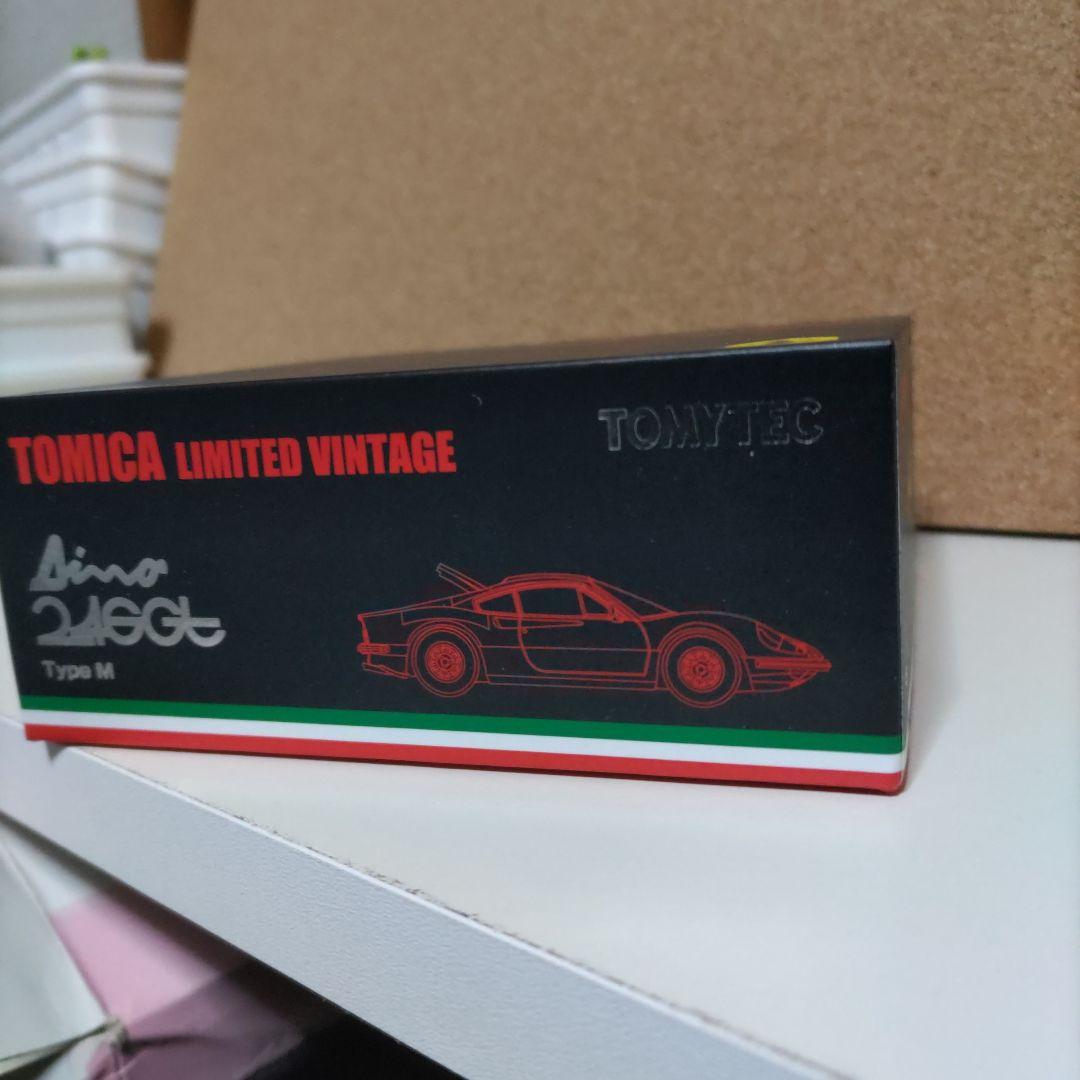 TOMICA LIMITED VINTAGE
TOMYTEC
Dino
246GT
Type M